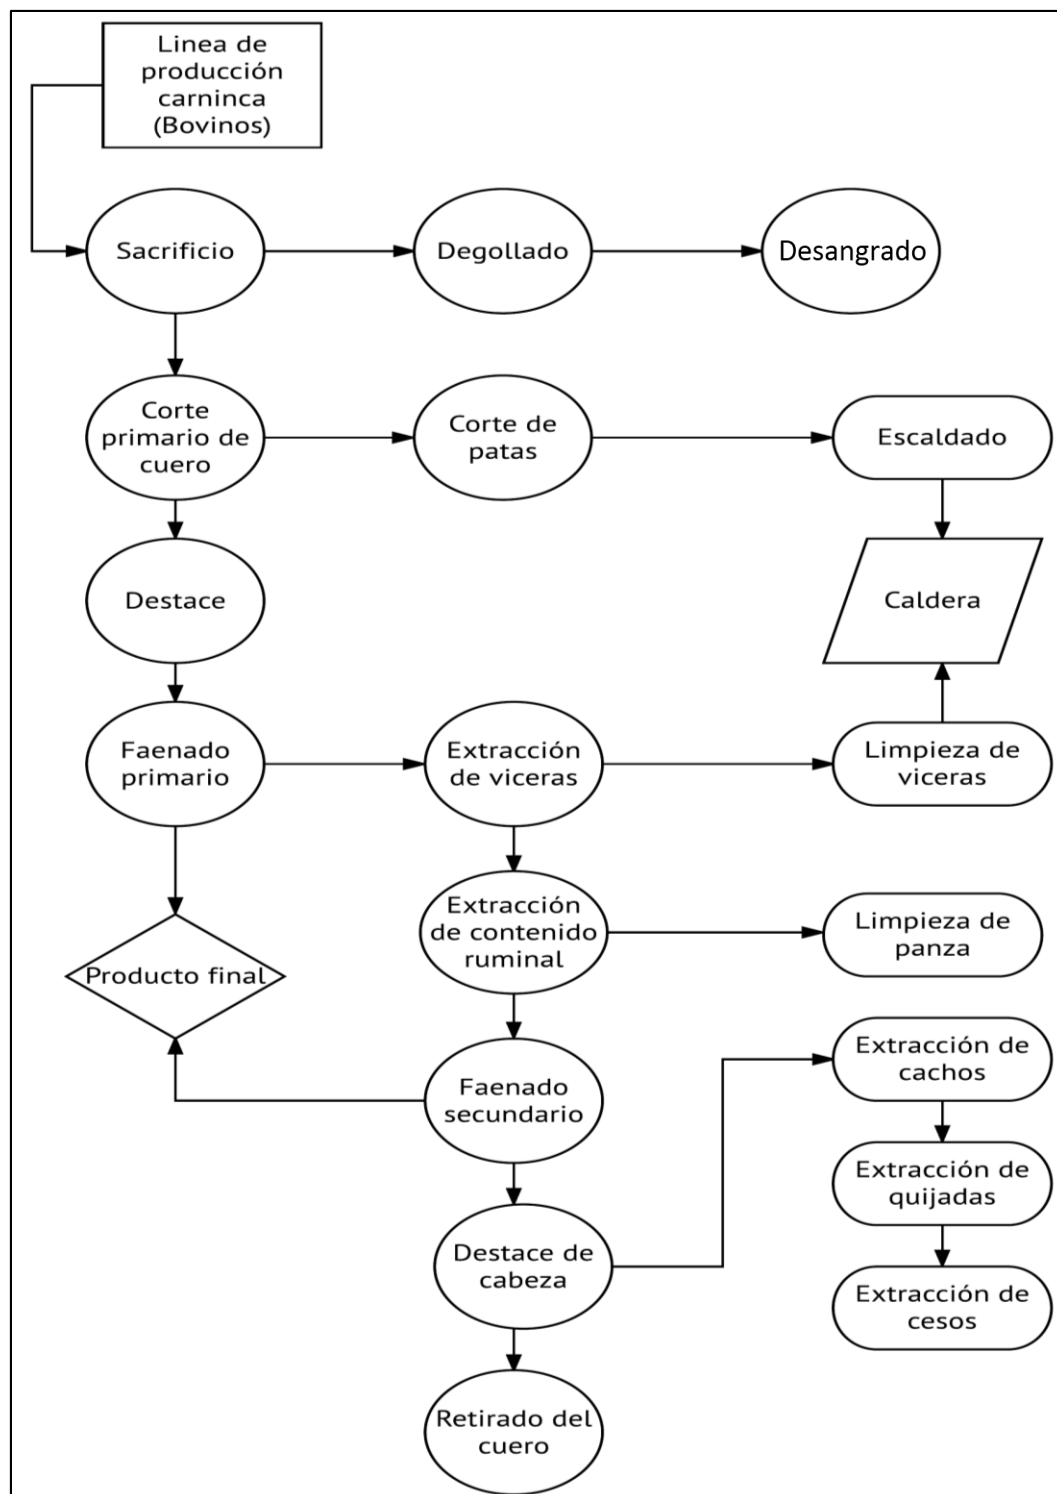 Linea de
producción
carninca
(Bovinos)
Sacrificio
Degollado
Desangrado
Corte
primario de
cuero
Corte de
patas
Escaldado
Destace
Caldera
Faenado
primario
Extracción
de viceras
Limpieza de
viceras
Extracción
de contenido
ruminal
Limpieza de
panza
Producto final
Faenado
secundario
Extracción de
cachos
Extracción de
quijadas
Destace de
cabeza
Extracción de
cesos
Retirado del
cuero